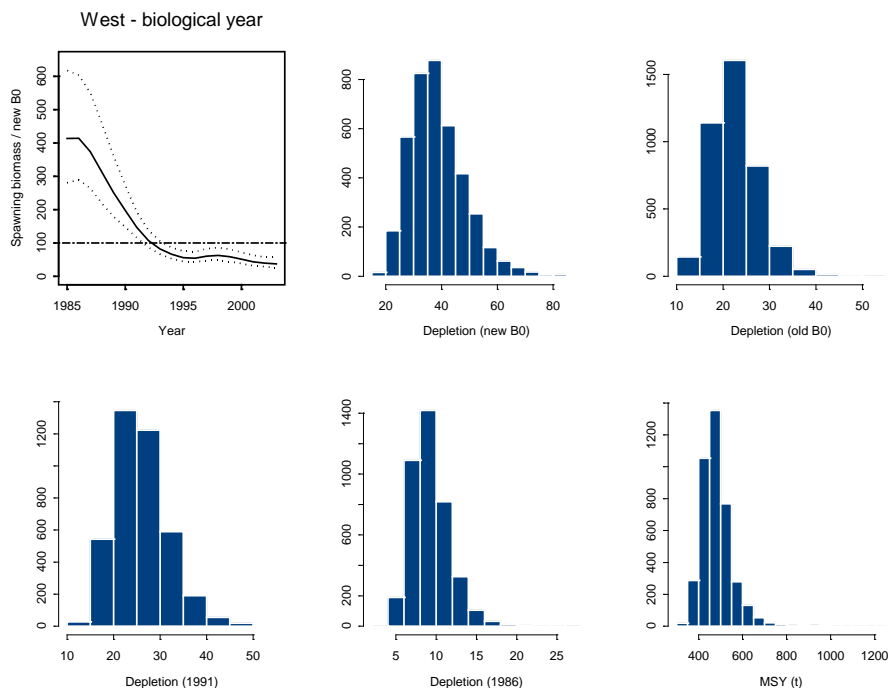 West - biological year
Spawning biomass / new B0
600
500
400
300
200
100
0
1985 1990 1995 2000
Year
800
600
400
200
0
20 40 60 80
Depletion (new B0)
1500
1000
500
0
10 20 30 40 50
Depletion (old B0)
1200
800
600
400
200
0
10 20 30 40 50
Depletion (1991)
1400
1000
600
200
0
5 10 15 20 25
Depletion (1986)
1200
800
600
400
200
0
400 600 800 1000 1200
MSY (t)